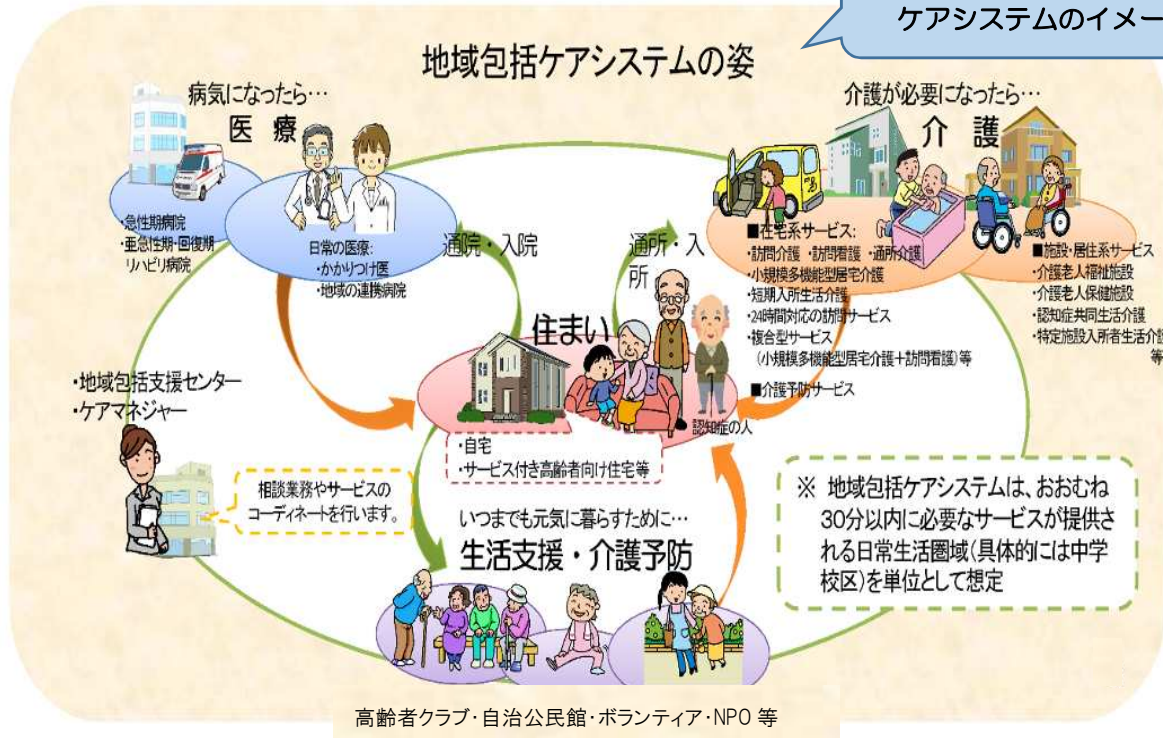 ケアシステムのイメー
地域包括ケアシステムの姿
病気になったら…
医 療
介護が必要になったら…
介 護
・急性期病院
・亜急性期・回復期
リハビリ病院
日常の医療:
・かかりつけ医
・地域の連携病院
通院・入院
通所・入
所
■在宅系サービス:
・訪問介護 ・訪問看護 ・通所介護
・小規模多機能型居宅介護
・短期入所生活介護
・24時間対応の訪問サービス
・複合型サービス
(小規模多機能型居宅介護+訪問看護)等
■介護予防サービス
■施設・居住系サービス
・介護老人福祉施設
・介護老人保健施設
・認知症共同生活介護
・特定施設入所者生活介護
等
住まい
認知症の人
・自宅
・サービス付き高齢者向け住宅等
・地域包括支援センター
・ケアマネジャー
相談業務やサービスの
コーディネートを行います。
いつまでも元気に暮らすために…
生活支援・介護予防
※ 地域包括ケアシステムは、おおむね
30分以内に必要なサービスが提供さ
れる日常生活圏域(具体的には中学
校区)を単位として想定
高齢者クラブ・自治公民館・ボランティア・NPO 等